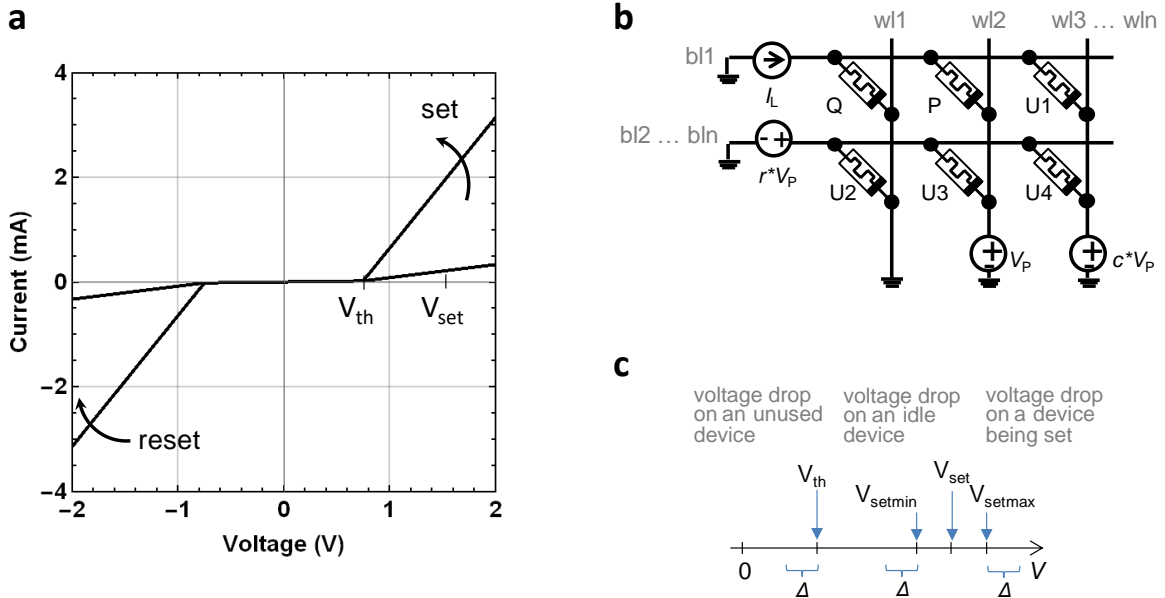 a
4
2
0
−2
−4
−2
−1
0
1
2
Current (mA)
Voltage (V)
set
reset
V_th
V_set
b
wl1
wl2
wl3 ... wln
bl1
I_L
Q
P
U1
bl2 ... bln
- +
r*V_P
U2
U3
U4
+
-
V_P
+
-
c*V_P
c
voltage drop
on an unused
device
voltage drop
on an idle
device
voltage drop
on a device
being set
V_th
V_setmin
V_set
V_setmax
0
V
Δ
Δ
Δ